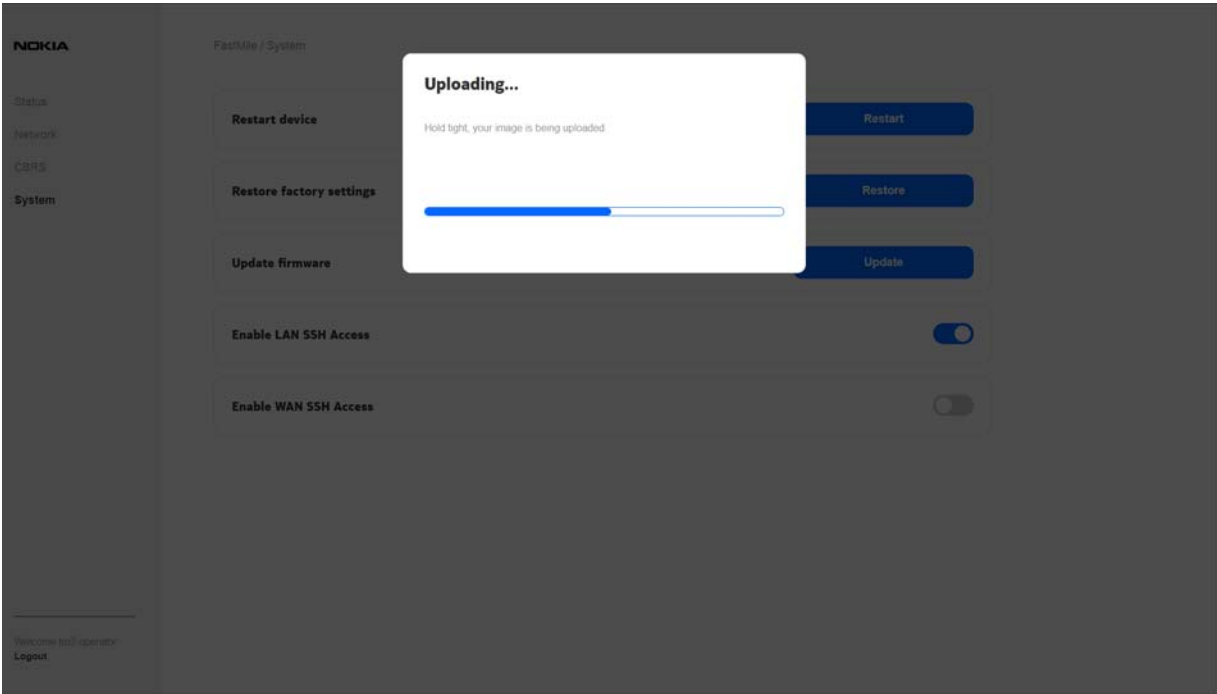 NOKIA
FastMile / System
Status
Network
CBRS
System
Uploading...
Hold tight, your image is being uploaded.
Restart device
Restart
Restore factory settings
Restore
Update firmware
Update
Enable LAN SSH Access
Enable WAN SSH Access
Welcome
Logout